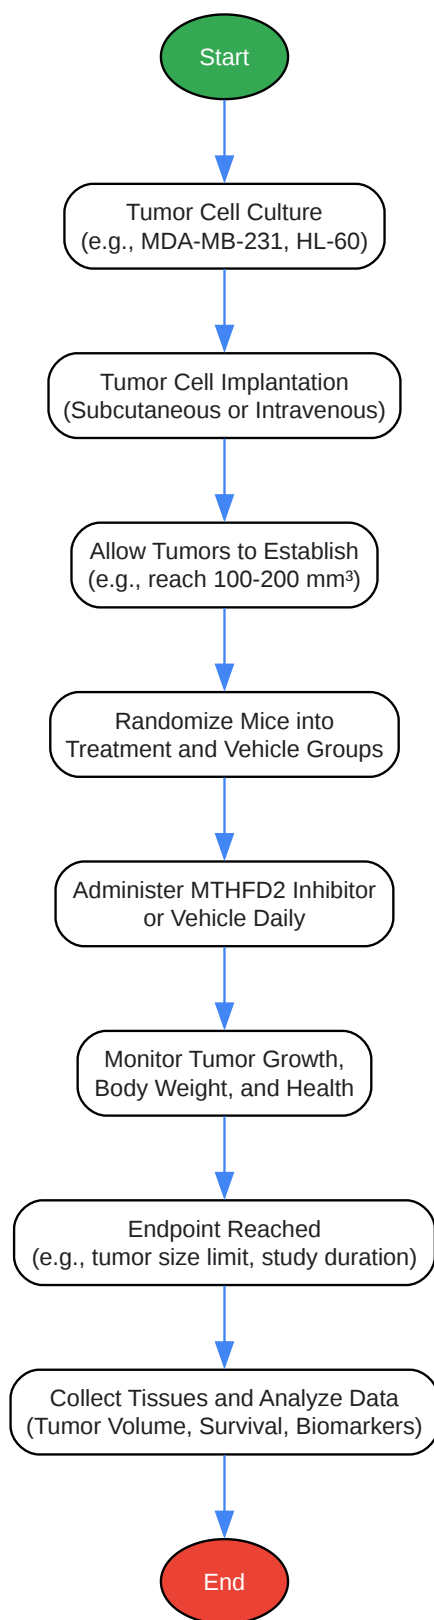 Start
Tumor Cell Culture
(e.g., MDA-MB-231, HL-60)
Tumor Cell Implantation
(Subcutaneous or Intravenous)
Allow Tumors to Establish
(e.g., reach 100-200 mm³)
Randomize Mice into
Treatment and Vehicle Groups
Administer MTHFD2 Inhibitor
or Vehicle Daily
Monitor Tumor Growth,
Body Weight, and Health
Endpoint Reached
(e.g., tumor size limit, study duration)
Collect Tissues and Analyze Data
(Tumor Volume, Survival, Biomarkers)
End